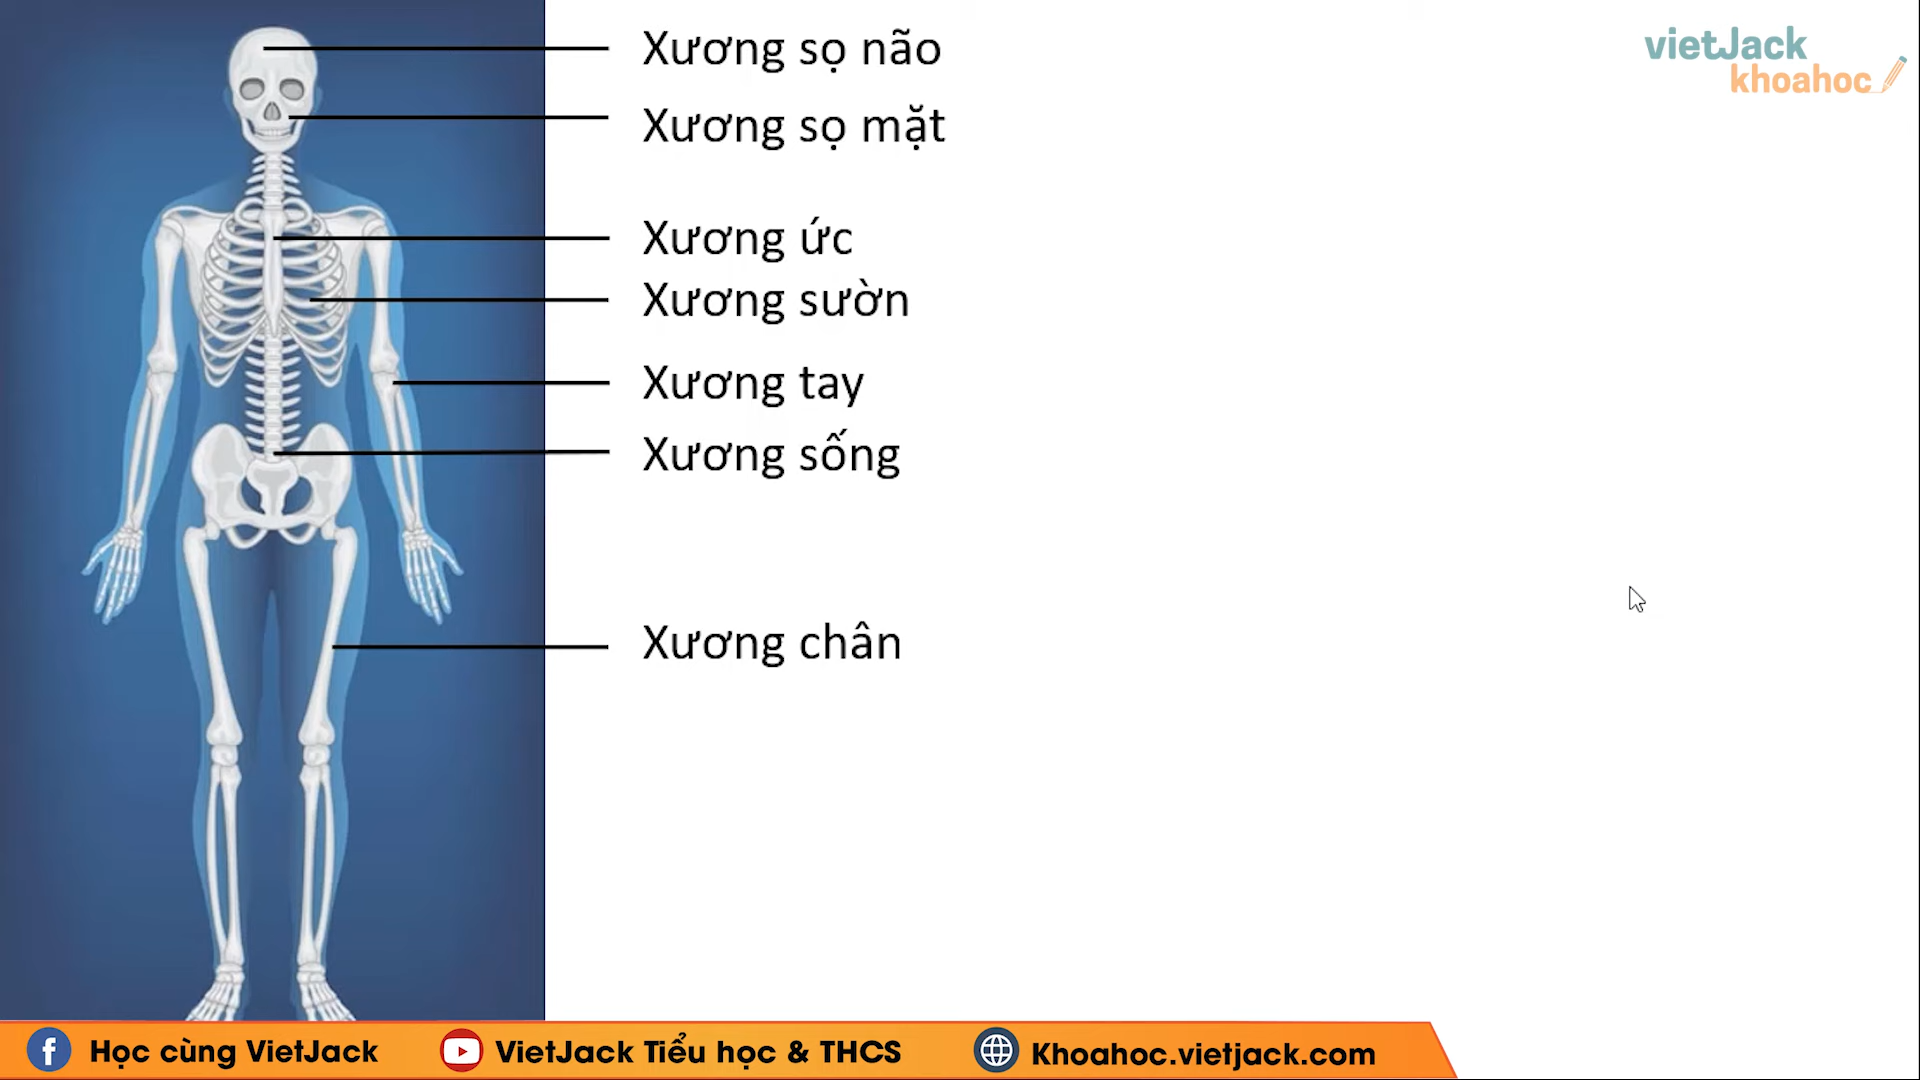 Xương sọ não
vietJack
khoahoc
Xương sọ mặt
Xương ức
Xương sườn
Xương tay
Xương sống
Xương chân
Học cùng VietJack
VietJack Tiểu học & THCS
Khoahoc.vietjack.com